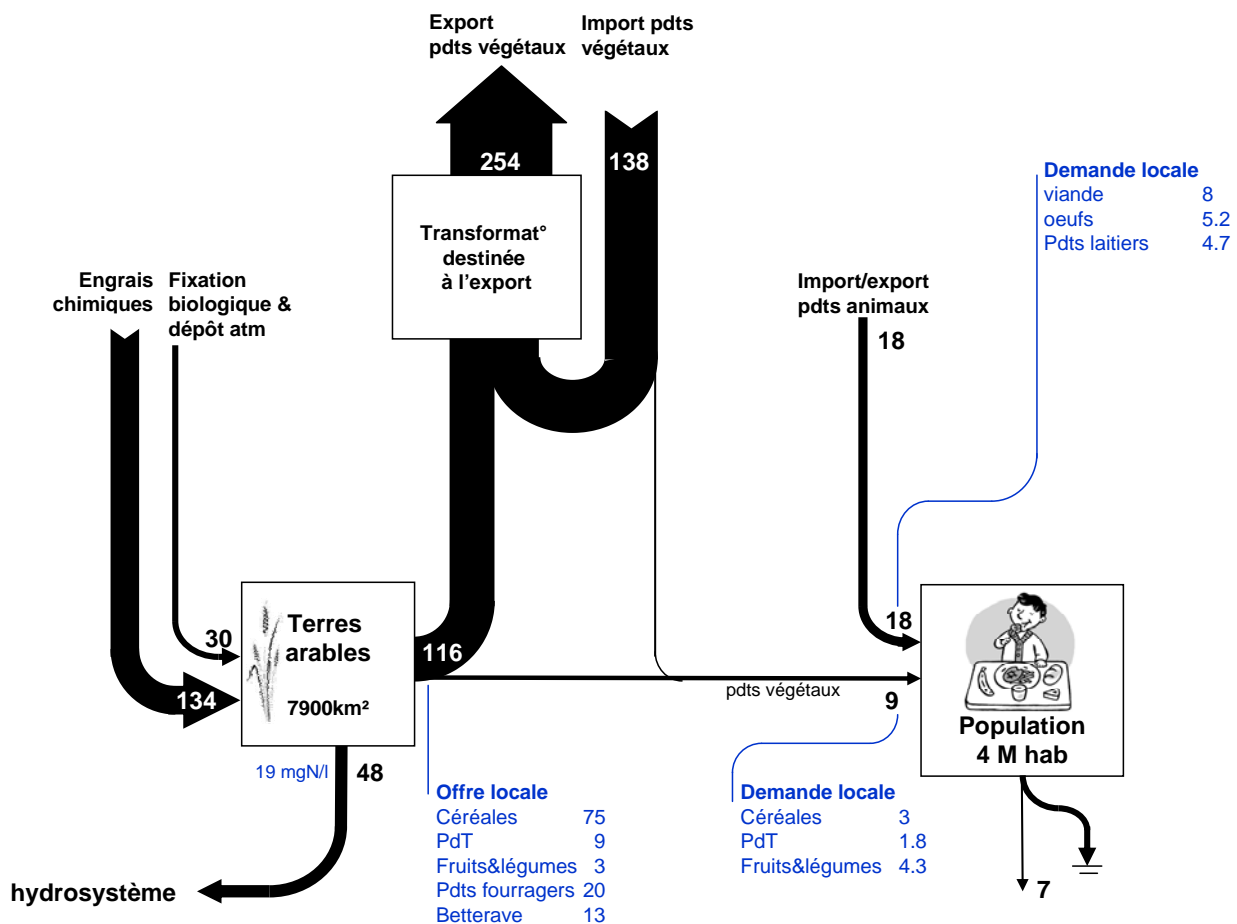 Export
pdts végétaux
Import pdts
végétaux
254
138
Transformat°
destinée
à l'export
Engrais
chimiques
Fixation
biologique &
dépôt atm
Import/export
pdts animaux
18
Demande locale
viande 8
oeufs 5.2
Pdts laitiers 4.7
30
134
Terres
arables
7900km²
116
18
pdts végétaux
9
Population
4 M hab
19 mgN/l
48
hydrosystème
Offre locale
Céréales 75
PdT 9
Fruits&légumes 3
Pdts fourragers 20
Betterave 13
Demande locale
Céréales 3
PdT 1.8
Fruits&légumes 4.3
7